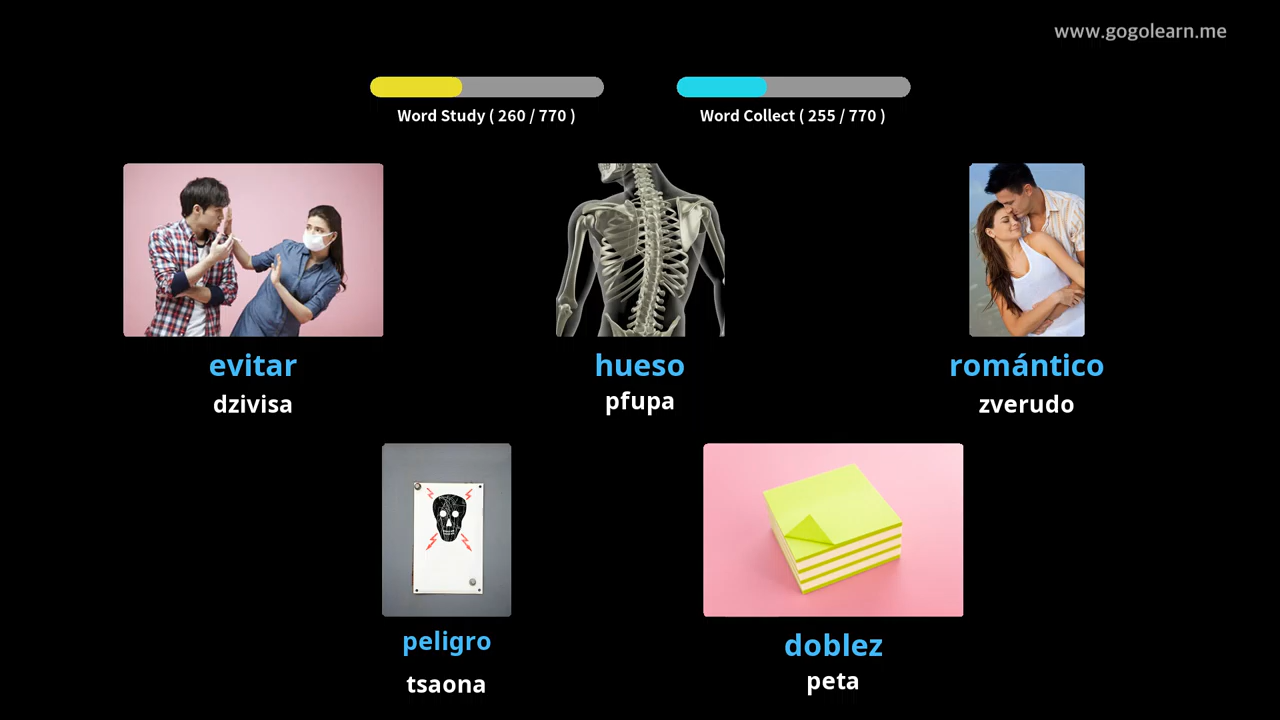 www.gogolearn.me
Word Study ( 260 / 770 )
Word Collect ( 255 / 770 )
evitar
dzivisa
hueso
pfupa
romántico
zverudo
peligro
tsaona
doblez
peta